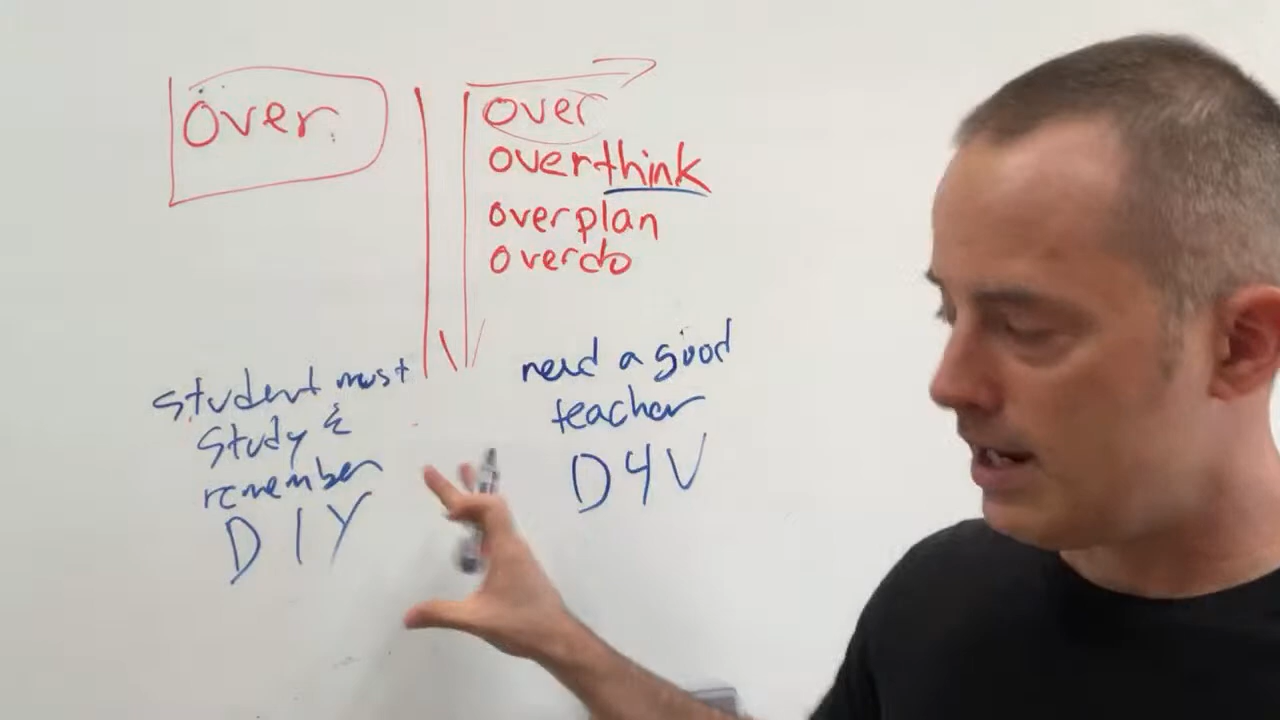 over
over
overthink
overplan
overdo
student must
study &
remember
DIY
need a good
teacher
D4V